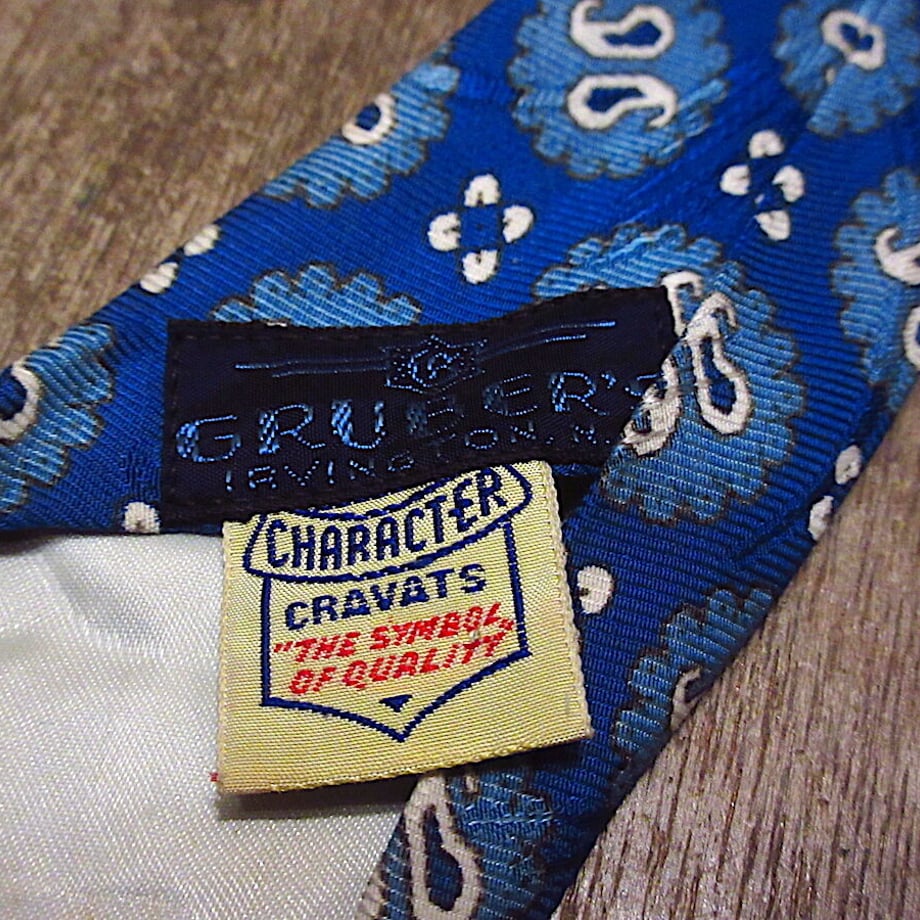 G
GRUBER'S
IRVINGTON, N.
CHARACTER
CRAVATS
"THE SYMBOL
OF QUALITY"